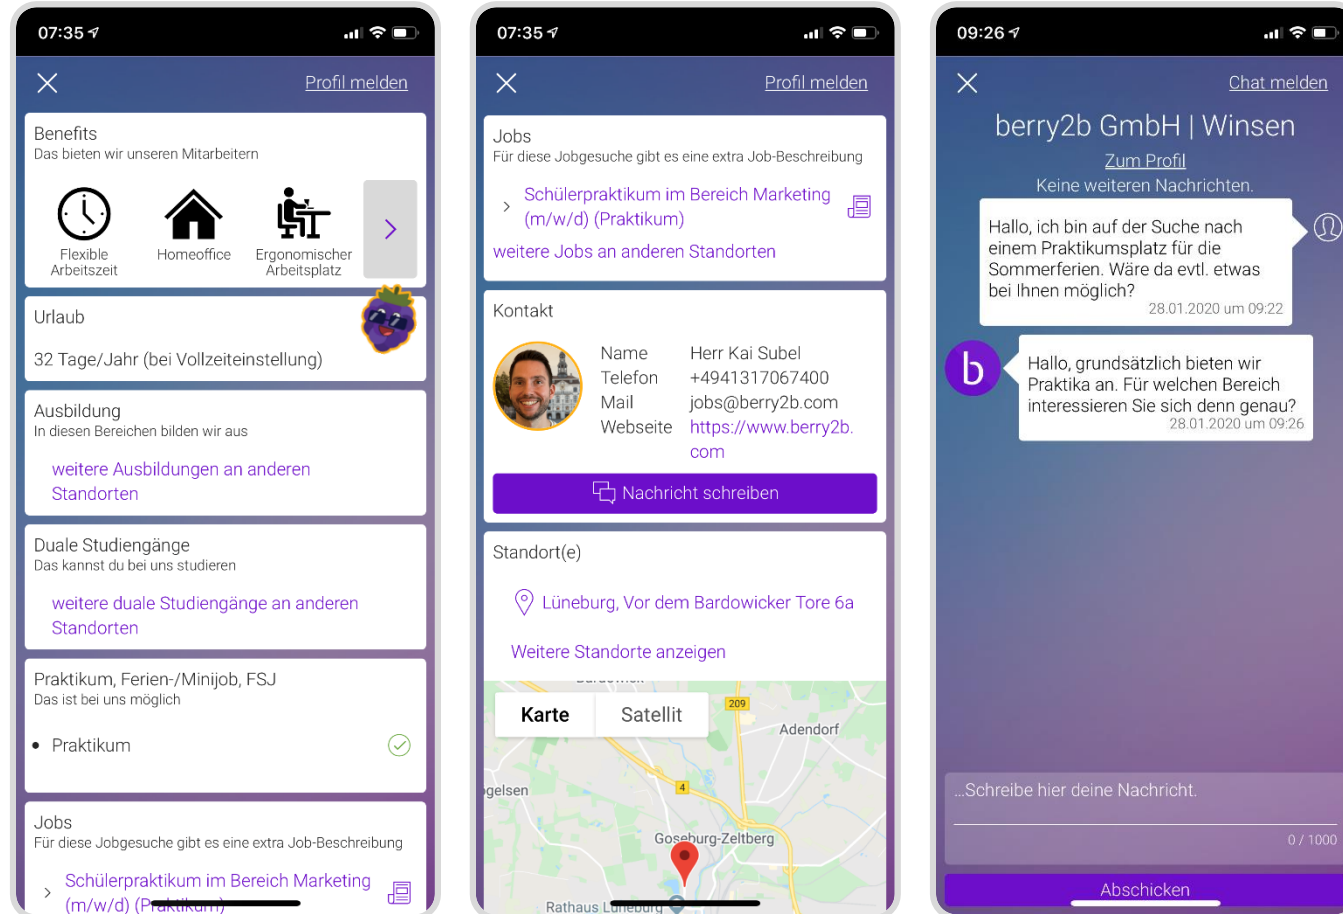 07:35
Profil melden
Benefits
Das bieten wir unseren Mitarbeitern
Flexible
Arbeitszeit
Homeoffice
Ergonomischer
Arbeitsplatz
Urlaub
32 Tage/Jahr (bei Vollzeiteinstellung)
Ausbildung
In diesen Bereichen bilden wir aus
weitere Ausbildungen an anderen
Standorten
Duale Studiengänge
Das kannst du bei uns studieren
weitere duale Studiengänge an anderen
Standorten
Praktikum, Ferien-/Minijob, FSJ
Das ist bei uns möglich
• Praktikum
Jobs
Für diese Jobgesuche gibt es eine extra Job-Beschreibung
Schülerpraktikum im Bereich Marketing
(m/w/d) (Praktikum)
07:35
Profil melden
Jobs
Für diese Jobgesuche gibt es eine extra Job-Beschreibung
Schülerpraktikum im Bereich Marketing
(m/w/d) (Praktikum)
weitere Jobs an anderen Standorten
Kontakt
Name Herr Kai Subel
Telefon +4941317067400
Mail jobs@berry2b.com
Webseite https://www.berry2b.
com
Nachricht schreiben
Standort(e)
Lüneburg, Vor dem Bardowicker Tore 6a
Weitere Standorte anzeigen
Karte Satellit
209
Adendorf
4
Goseburg-Zeltberg
Rathaus Lüneburg
09:26
Chat melden
berry2b GmbH | Winsen
Zum Profil
Keine weiteren Nachrichten.
Hallo, ich bin auf der Suche nach
einem Praktikumsplatz für die
Sommerferien. Wäre da evtl. etwas
bei Ihnen möglich?
28.01.2020 um 09:22
b
Hallo, grundsätzlich bieten wir
Praktika an. Für welchen Bereich
interessieren Sie sich denn genau?
28.01.2020 um 09:26
...Schreibe hier deine Nachricht.
0 / 1000
Abschicken